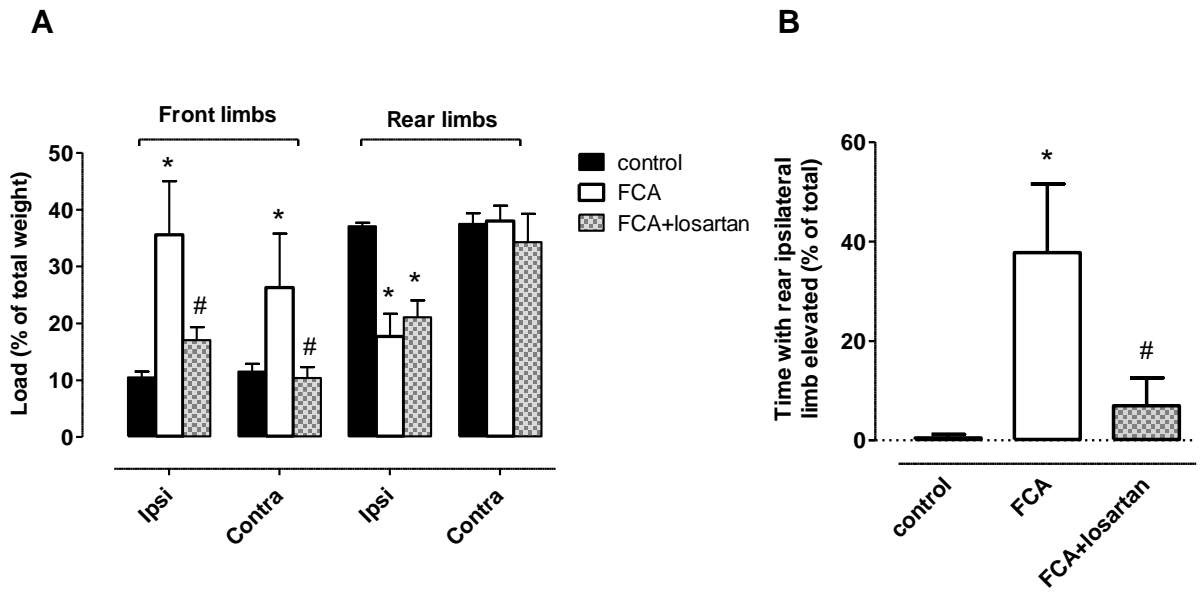 A
Front limbs
Rear limbs
Load (% of total weight)
50
40
30
20
10
0
*
#
*
#
*
*
control
FCA
FCA+losartan
Ipsi
Contra
Ipsi
Contra
B
Time with rear ipsilateral
limb elevated (% of total)
60
40
20
0
*
#
control
FCA
FCA+losartan